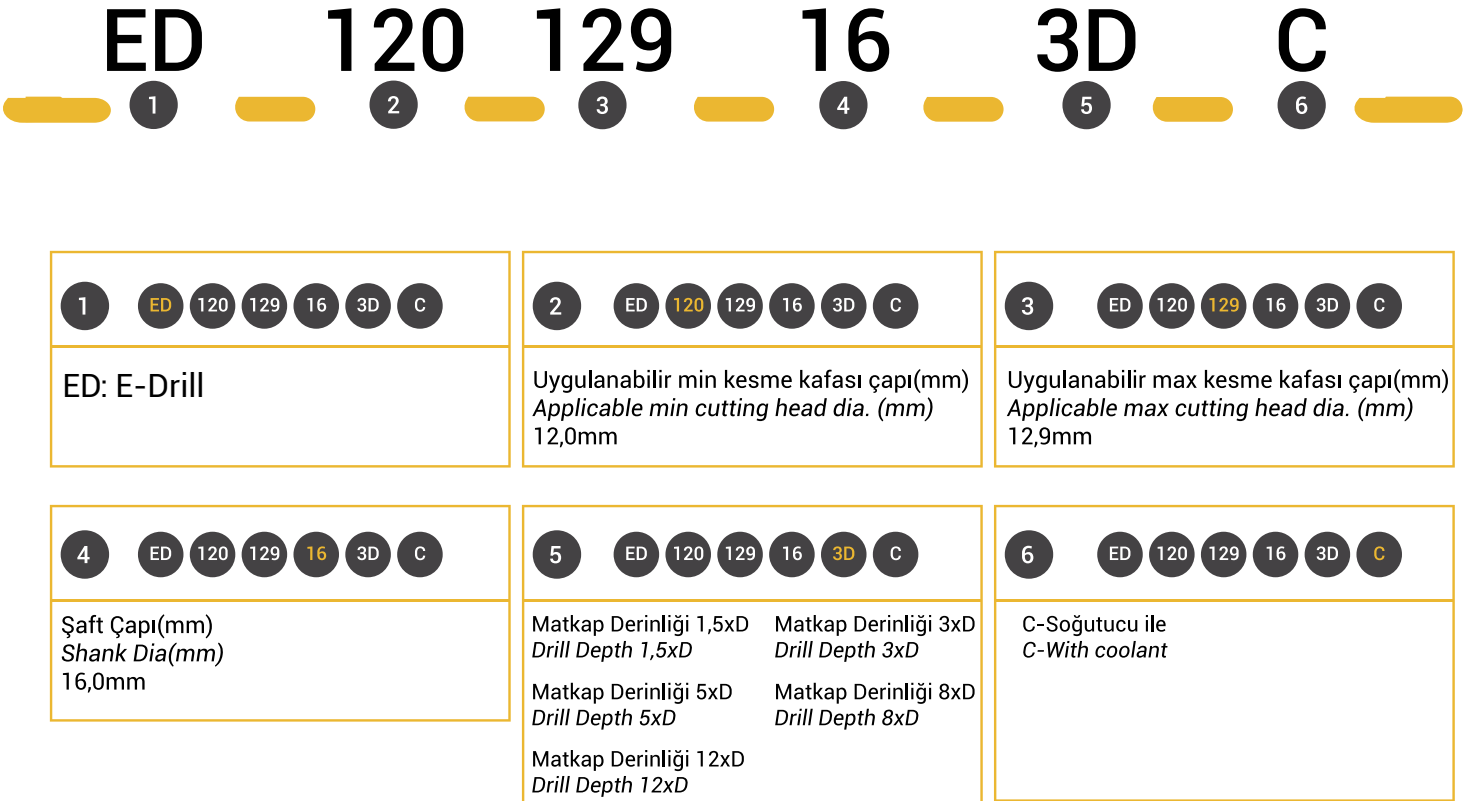 ED 120 129 16 3D C
1 2 3 4 5 6
1 ED 120 129 16 3D C
ED: E-Drill
2 ED 120 129 16 3D C
Uygulanabilir min kesme kafası çapı(mm)
Applicable min cutting head dia. (mm)
12,0mm
3 ED 120 129 16 3D C
Uygulanabilir max kesme kafası çapı(mm)
Applicable max cutting head dia. (mm)
12,9mm
4 ED 120 129 16 3D C
Şaft Çapı(mm)
Shank Dia(mm)
16,0mm
5 ED 120 129 16 3D C
Matkap Derinliği 1,5xD
Drill Depth 1,5xD
Matkap Derinliği 3xD
Drill Depth 3xD
Matkap Derinliği 5xD
Drill Depth 5xD
Matkap Derinliği 8xD
Drill Depth 8xD
Matkap Derinliği 12xD
Drill Depth 12xD
6 ED 120 129 16 3D C
C-Soğutucu ile
C-With coolant